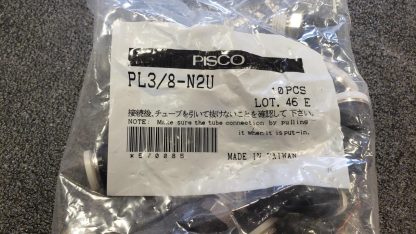 PISCO
PL3/8-N2U
10PCS
LOT. 46 E
接続後、チューブを引いて抜けないことを確認して下さい。
NOTE: Make sure the tube connection by pulling
it when it is put-in.
MADE IN TAIWAN